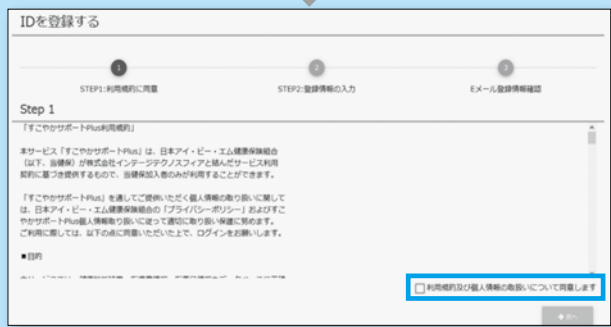 IDを登録する
1
2
3
STEP1:利用規約に同意
STEP2:登録情報の入力
Eメール登録情報確認
Step 1
「すこやかサポートPlus利用規約」
本サービス「すこやかサポートPlus」は、日本アイ・ビー・エム健康保険組合
（以下、当健保）が株式会社インテージテクノスフィアと結んだサービス利用
契約に基づき提供するもので、当健保加入者のみが利用することができます。
「すこやかサポートPlus」を通してご提供いただく個人情報の取り扱いに関して
は、日本アイ・ビー・エム健康保険組合の「プライバシーポリシー」およびすこ
やかサポートPlus個人情報取り扱いに従って適切に取り扱い保護に努めます。
ご利用に際しては、以下の点に同意いただいた上で、ログインをお願いします。
■目的
利用規約及び個人情報の取扱いについて同意します
次へ